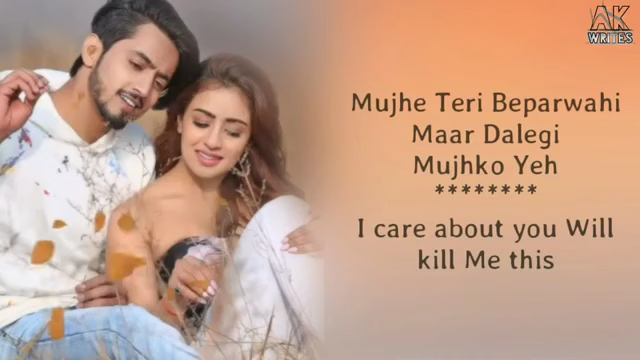 AK
WRITES
Mujhe Teri Beparwahi
Maar Dalegi
Mujhko Yeh
********
I care about you Will
kill Me this